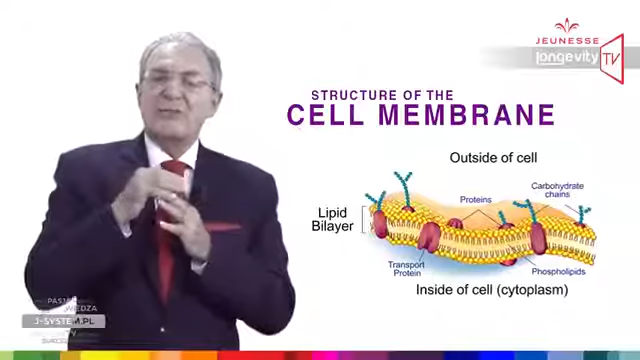 JEUNESSE
longevity
TV
STRUCTURE OF THE
CELL MEMBRANE
Outside of cell
Carbohydrate
chains
Proteins
Lipid
Bilayer
Transport
Protein
Phospholipids
Inside of cell (cytoplasm)
J-SYSTEM.PL